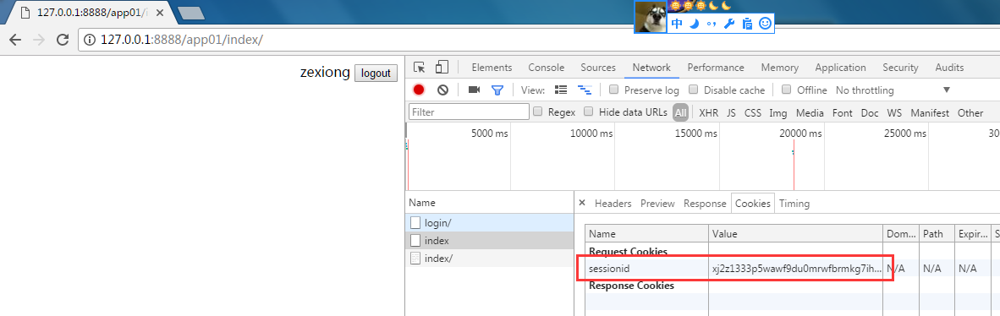 127.0.0.1:8888/app01/i
中
127.0.0.1:8888/app01/index/
zexiong logout
Elements Console Sources Network Performance Memory Application Security Audits
View: Preserve log Disable cache Offline No throttling
Filter Regex Hide data URLs All XHR JS CSS Img Media Font Doc WS Manifest Other
5000 ms 10000 ms 15000 ms 20000 ms 25000 ms 30
Name
login/
index
index/
× Headers Preview Response Cookies Timing
Name Value Dom... Path Expir... S
Request Cookies
sessionid xj2z1333p5wawf9du0mrwfbrmkg7ih... N/A N/A N/A
Response Cookies